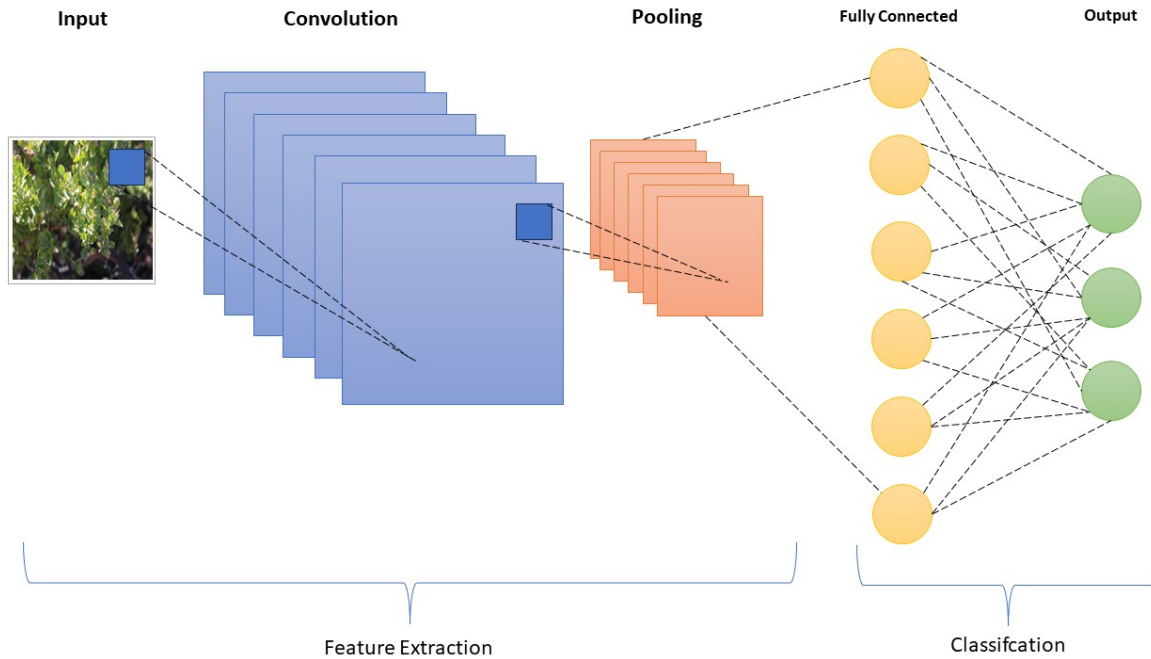 Input
Convolution
Pooling
Fully Connected
Output
Feature Extraction
Classifcation